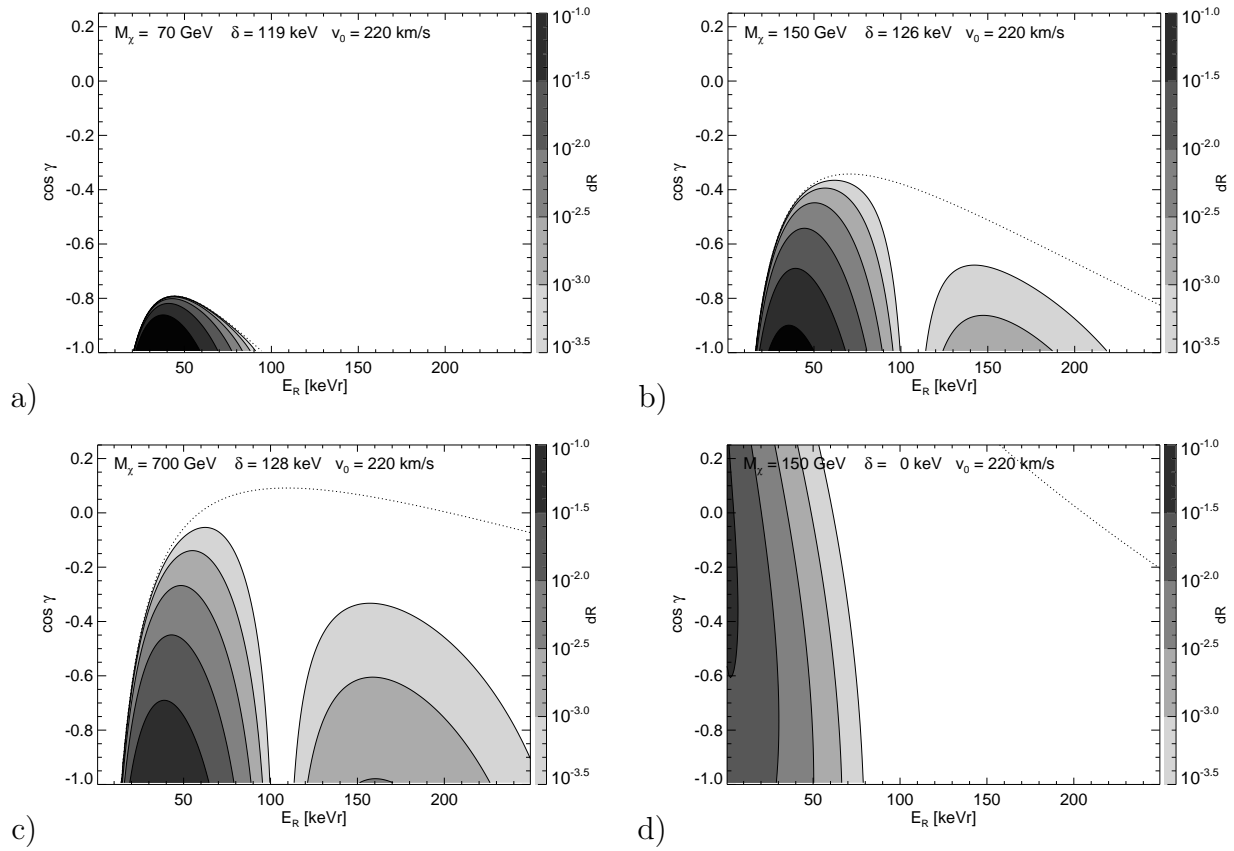 M_χ = 70 GeV δ = 119 keV v_0 = 220 km/s
0.2
0.0
-0.2
-0.4
-0.6
-0.8
-1.0
cos γ
50 100 150 200
E_R [keVr]
10^-1.0
10^-1.5
10^-2.0
10^-2.5
10^-3.0
10^-3.5
dR
a)
M_χ = 150 GeV δ = 126 keV v_0 = 220 km/s
0.2
0.0
-0.2
-0.4
-0.6
-0.8
-1.0
cos γ
50 100 150 200
E_R [keVr]
10^-1.0
10^-1.5
10^-2.0
10^-2.5
10^-3.0
10^-3.5
dR
b)
M_χ = 700 GeV δ = 128 keV v_0 = 220 km/s
0.2
0.0
-0.2
-0.4
-0.6
-0.8
-1.0
cos γ
50 100 150 200
E_R [keVr]
10^-1.0
10^-1.5
10^-2.0
10^-2.5
10^-3.0
10^-3.5
dR
c)
M_χ = 150 GeV δ = 0 keV v_0 = 220 km/s
0.2
0.0
-0.2
-0.4
-0.6
-0.8
-1.0
cos γ
50 100 150 200
E_R [keVr]
10^-1.0
10^-1.5
10^-2.0
10^-2.5
10^-3.0
10^-3.5
dR
d)